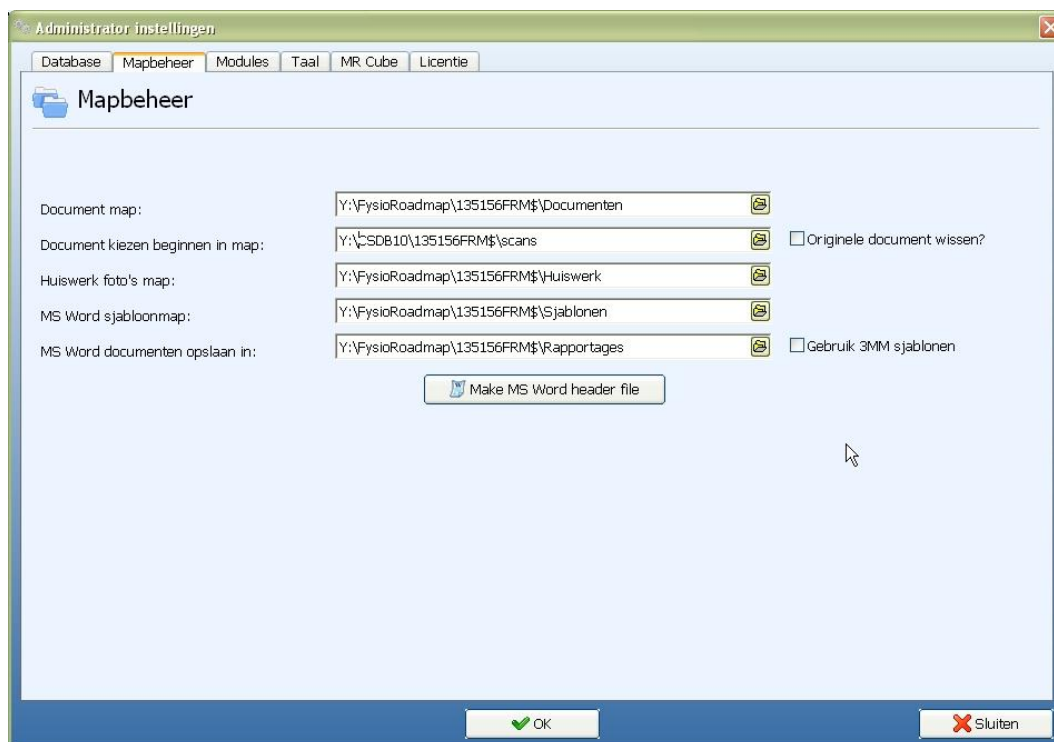 Administrator instellingen
Database Mapbeheer Modules Taal MR Cube Licentie
Mapbeheer
Document map: Y:\FysioRoadmap\135156FRM$\Documenten
Document kiezen beginnen in map: Y:\CSDB10\135156FRM$\scans Originele document wissen?
Huiswerk foto's map: Y:\FysioRoadmap\135156FRM$\Huiswerk
MS Word sjabloonmap: Y:\FysioRoadmap\135156FRM$\Sjablonen
MS Word documenten opslaan in: Y:\FysioRoadmap\135156FRM$\Rapportages Gebruik 3MM sjablonen
Make MS Word header file
OK Sluiten